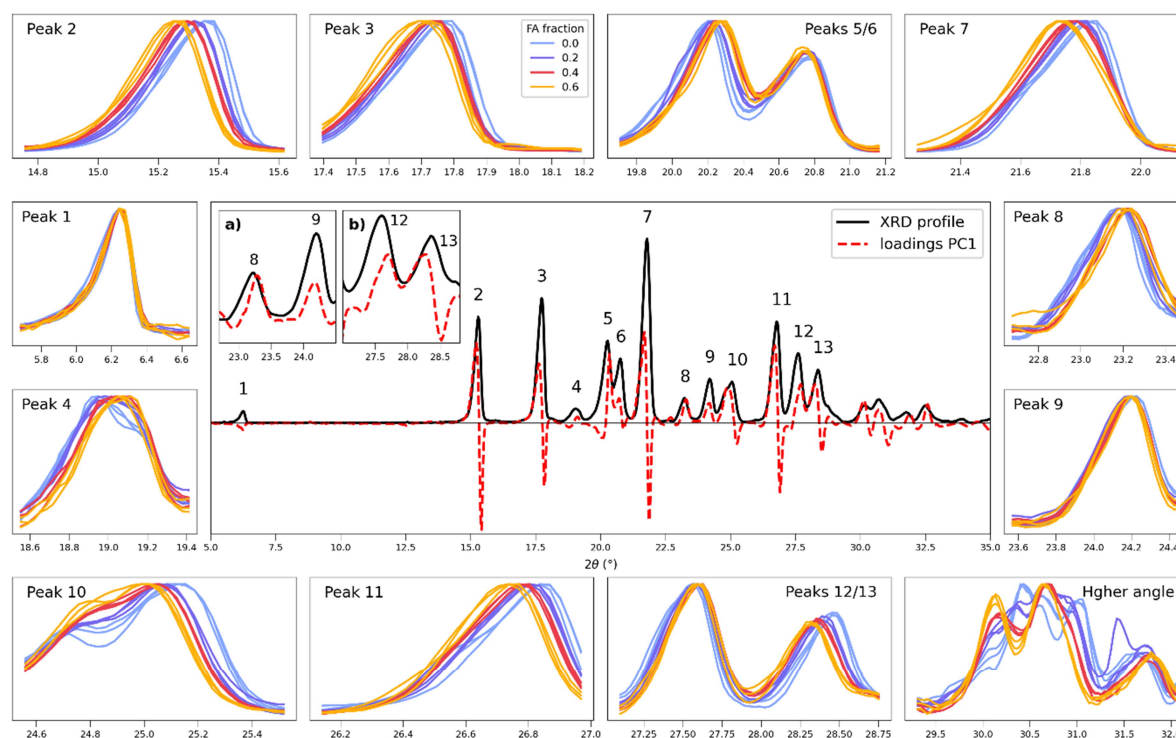 Peak 2
14.8 15.0 15.2 15.4 15.6
Peak 3
FA fraction
0.0
0.2
0.4
0.6
17.4 17.5 17.6 17.7 17.8 17.9 18.0 18.1 18.2
Peaks 5/6
19.8 20.0 20.2 20.4 20.6 20.8 21.0 21.2
Peak 7
21.4 21.6 21.8 22.0
Peak 1
5.8 6.0 6.2 6.4 6.6
Peak 4
18.6 18.8 19.0 19.2 19.4
a)
8
9
23.0 23.5 24.0
b)
12
13
27.5 28.0 28.5
XRD profile
loadings PC1
1
2
3
4
5
6
7
8
9
10
11
12
13
5.0 7.5 10.0 12.5 15.0 17.5 20.0 22.5 25.0 27.5 30.0 32.5 35.0
2θ (°)
Peak 8
22.8 23.0 23.2 23.4
Peak 9
23.6 23.8 24.0 24.2 24.4
Peak 10
24.6 24.8 25.0 25.2 25.4
Peak 11
26.2 26.4 26.6 26.8 27.0
Peaks 12/13
27.25 27.50 27.75 28.00 28.25 28.50 28.75
Hgher angle
29.5 30.0 30.5 31.0 31.5